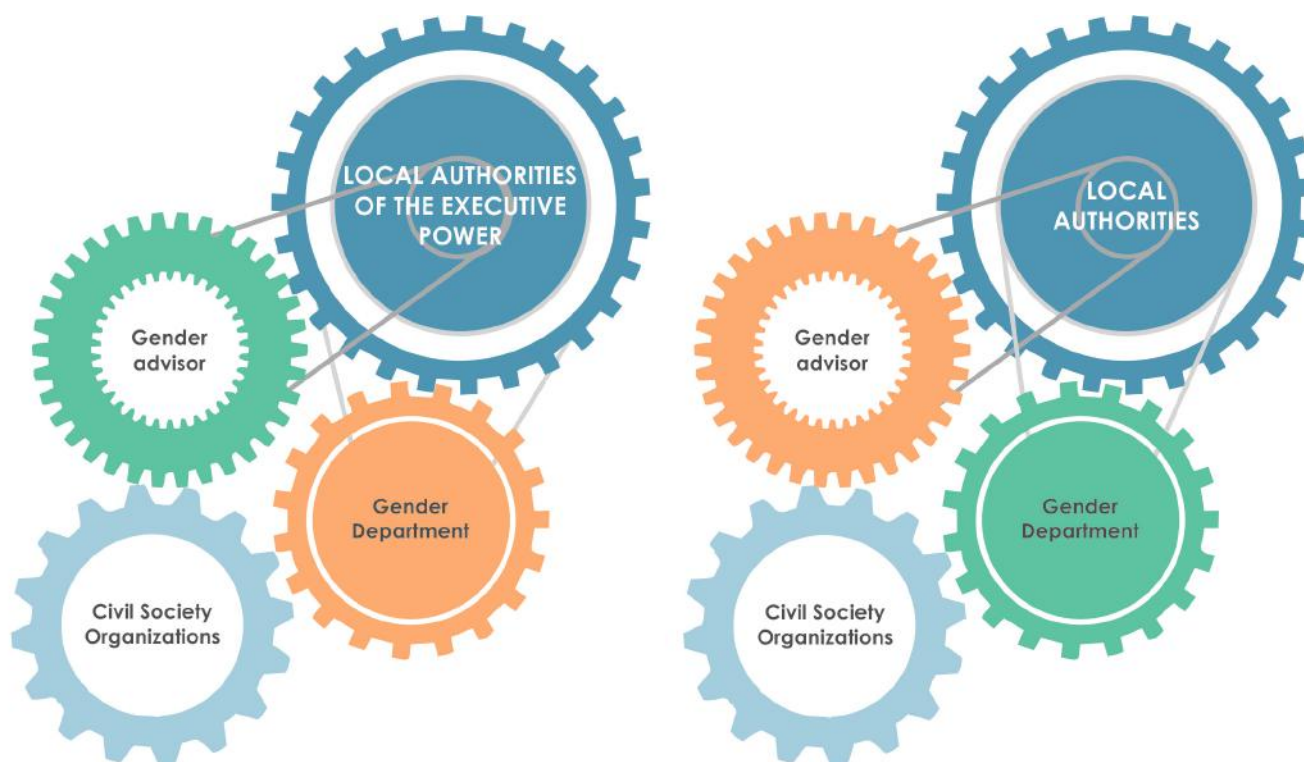 LOCAL AUTHORITIES
OF THE EXECUTIVE
POWER
Gender
advisor
Gender
Department
Civil Society
Organizations
LOCAL
AUTHORITIES
Gender
advisor
Gender
Department
Civil Society
Organizations